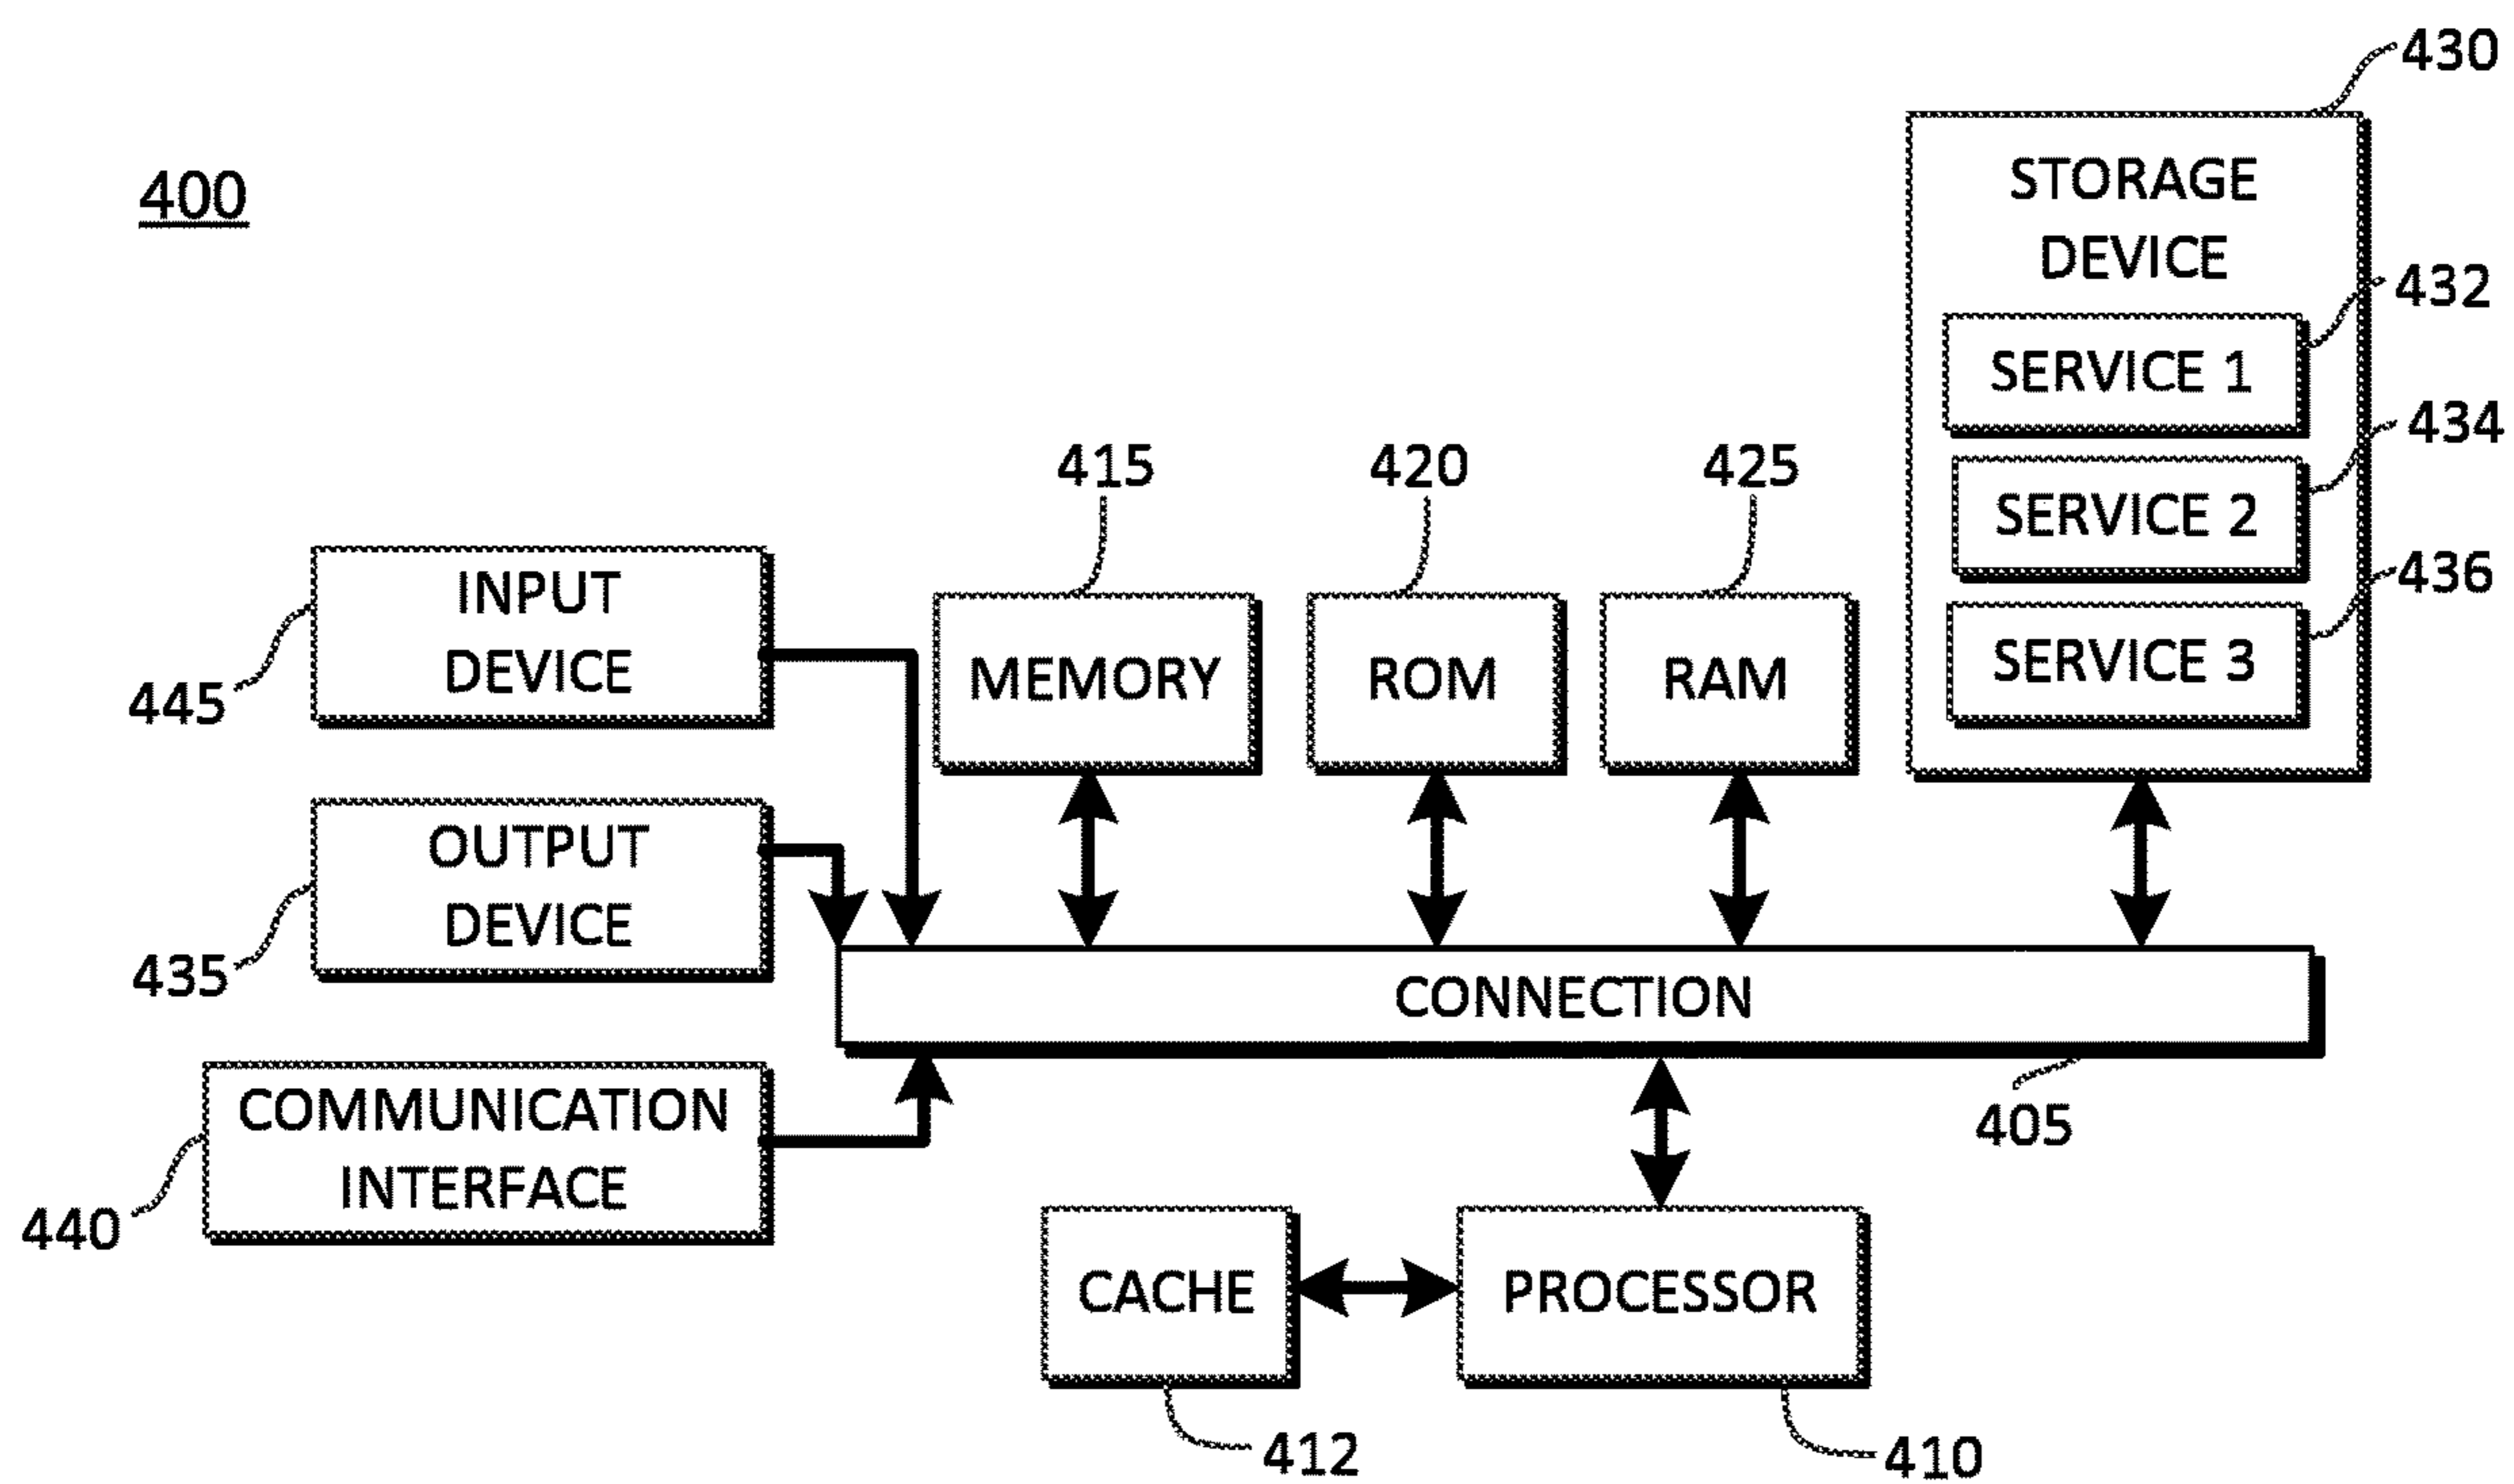 430
400
STORAGE
DEVICE
432
SERVICE 1
434
SERVICE 2
436
SERVICE 3
415
420
425
INPUT
DEVICE
445
MEMORY
ROM
RAM
OUTPUT
DEVICE
435
CONNECTION
405
COMMUNICATION
INTERFACE
440
CACHE
PROCESSOR
412
410